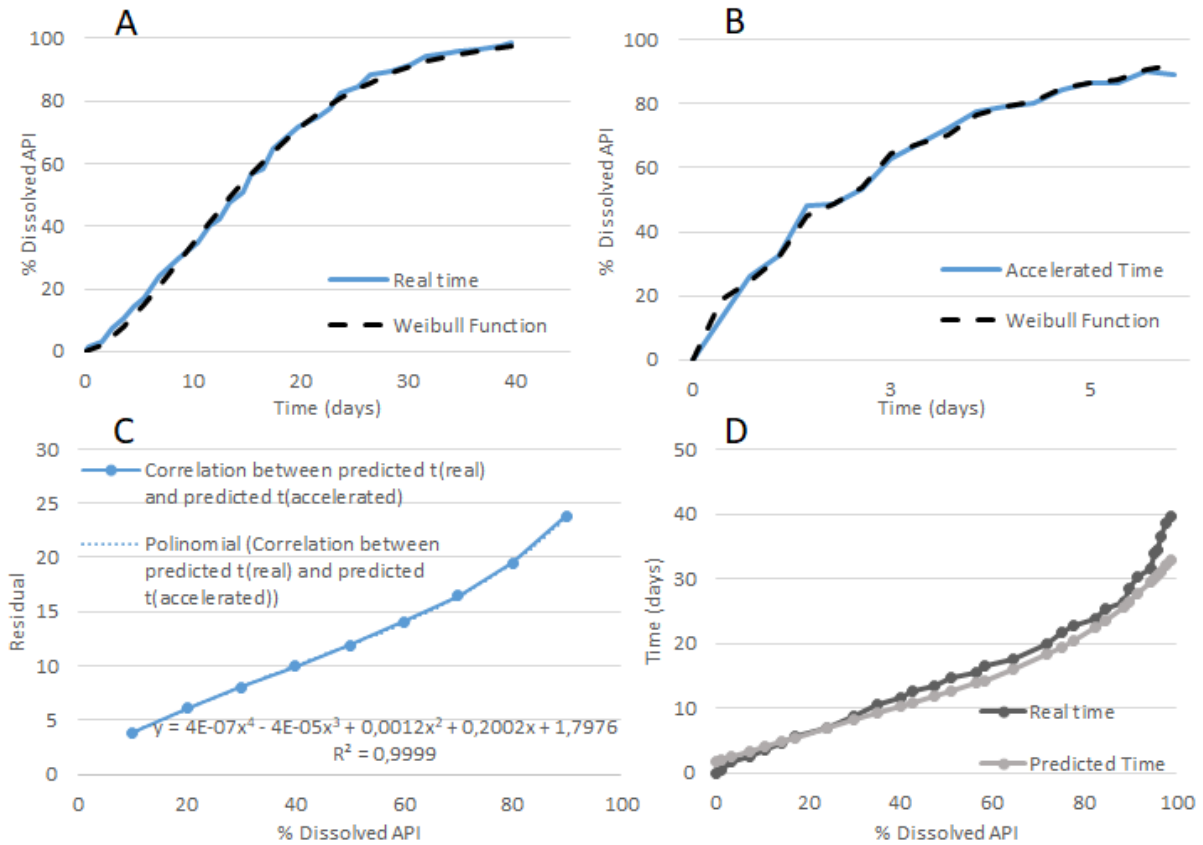 A
100
80
60
40
20
0
% Dissolved API
Real time
Weibull Function
0
10
20
30
40
Time (days)
B
100
80
60
40
20
0
% Dissolved API
Accelerated Time
Weibull Function
0
3
5
Time (days)
C
30
25
20
15
10
5
0
Residual
Correlation between predicted t(real)
and predicted t(accelerated)
Polinomial (Correlation between
predicted t(real) and predicted
t(accelerated))
y = 4E-07x⁴ - 4E-05x³ + 0,0012x² + 0,2002x + 1,7976
R² = 0,9999
0
20
40
60
80
100
% Dissolved API
D
50
40
30
20
10
0
Time (days)
Real time
Predicted Time
0
20
40
60
80
100
% Dissolved API